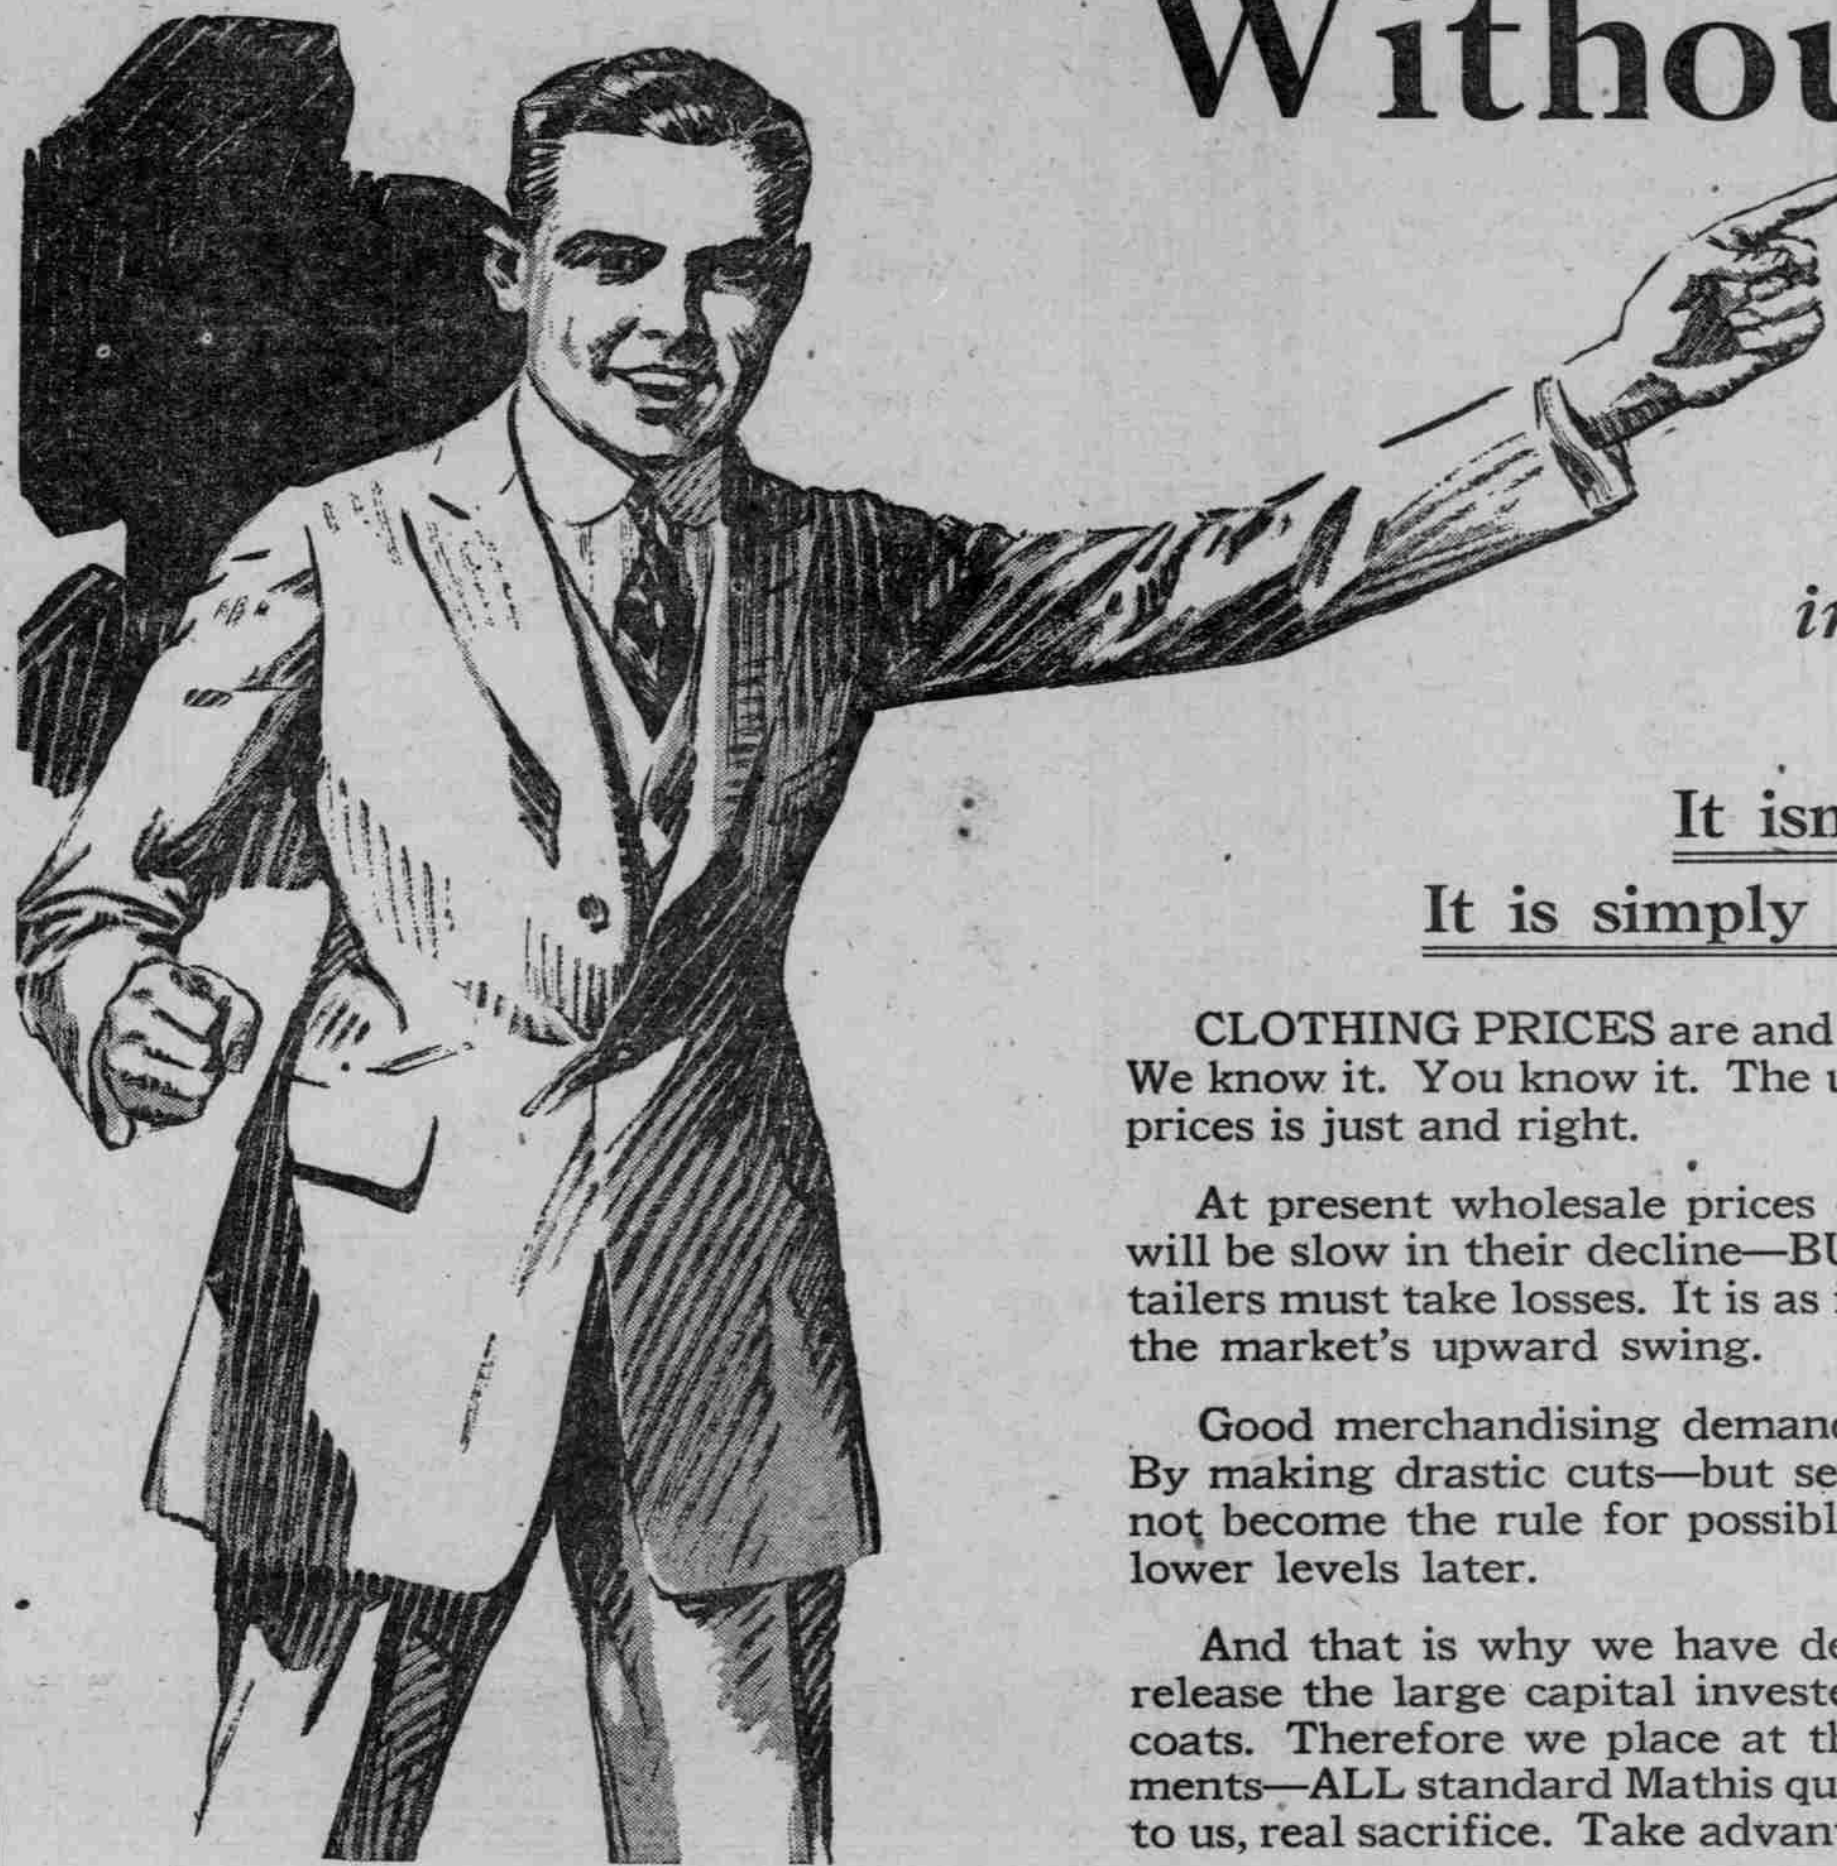 Withou
in
It isn
It is simply
CLOTHING PRICES are and
We know it. You know it. The u
prices is just and right.
At present wholesale prices
will be slow in their decline—BU
tailers must take losses. It is as
the market's upward swing.
Good merchandising demand
By making drastic cuts—but se
not become the rule for possibl
lower levels later.
And that is why we have de
release the large capital investe
coats. Therefore we place at th
ments—ALL standard Mathis qu
to us, real sacrifice. Take advan